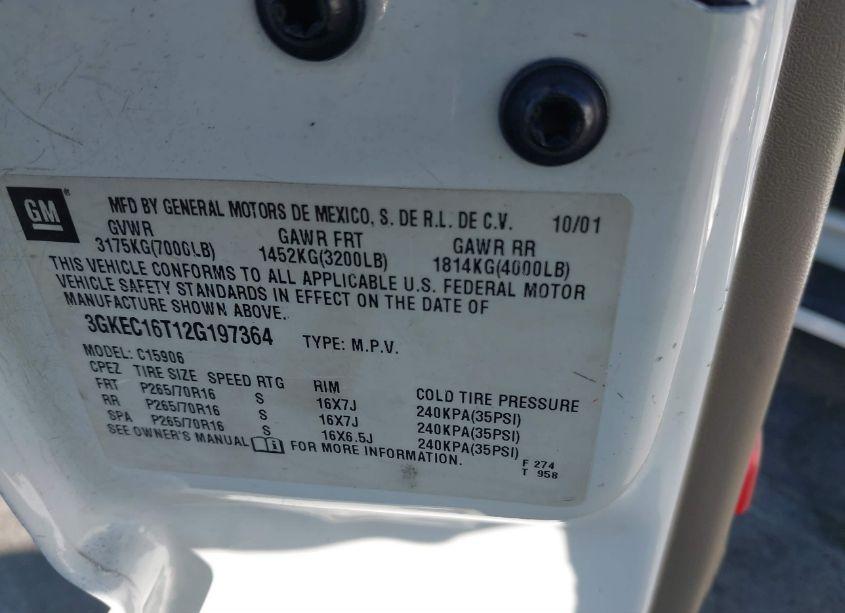 GM ®
MFD BY GENERAL MOTORS DE MEXICO, S. DE R.L. DE C.V. 10/01
GVWR GAWR FRT GAWR RR
3175KG(7000LB) 1452KG(3200LB) 1814KG(4000LB)
THIS VEHICLE CONFORMS TO ALL APPLICABLE U.S. FEDERAL MOTOR
VEHICLE SAFETY STANDARDS IN EFFECT ON THE DATE OF
MANUFACTURE SHOWN ABOVE.
3GKEC16T12G197364 TYPE: M.P.V.
MODEL: C15906
CPEZ TIRE SIZE SPEED RTG RIM COLD TIRE PRESSURE
FRT P265/70R16 S 16X7J 240KPA(35PSI)
RR P265/70R16 S 16X7J 240KPA(35PSI)
SPA P265/70R16 S 16X6.5J 240KPA(35PSI)
SEE OWNER'S MANUAL FOR MORE INFORMATION.
F 274
T 958